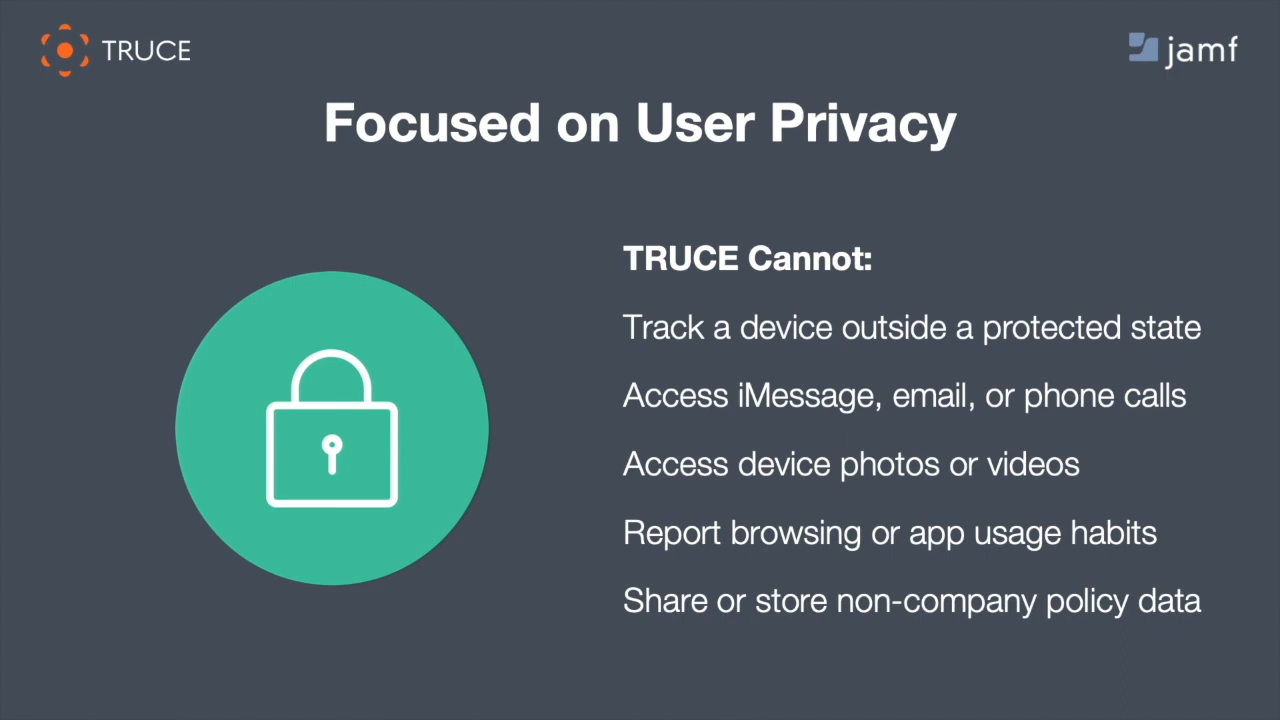 TRUCE
jamf
Focused on User Privacy
TRUCE Cannot:
Track a device outside a protected state
Access iMessage, email, or phone calls
Access device photos or videos
Report browsing or app usage habits
Share or store non-company policy data